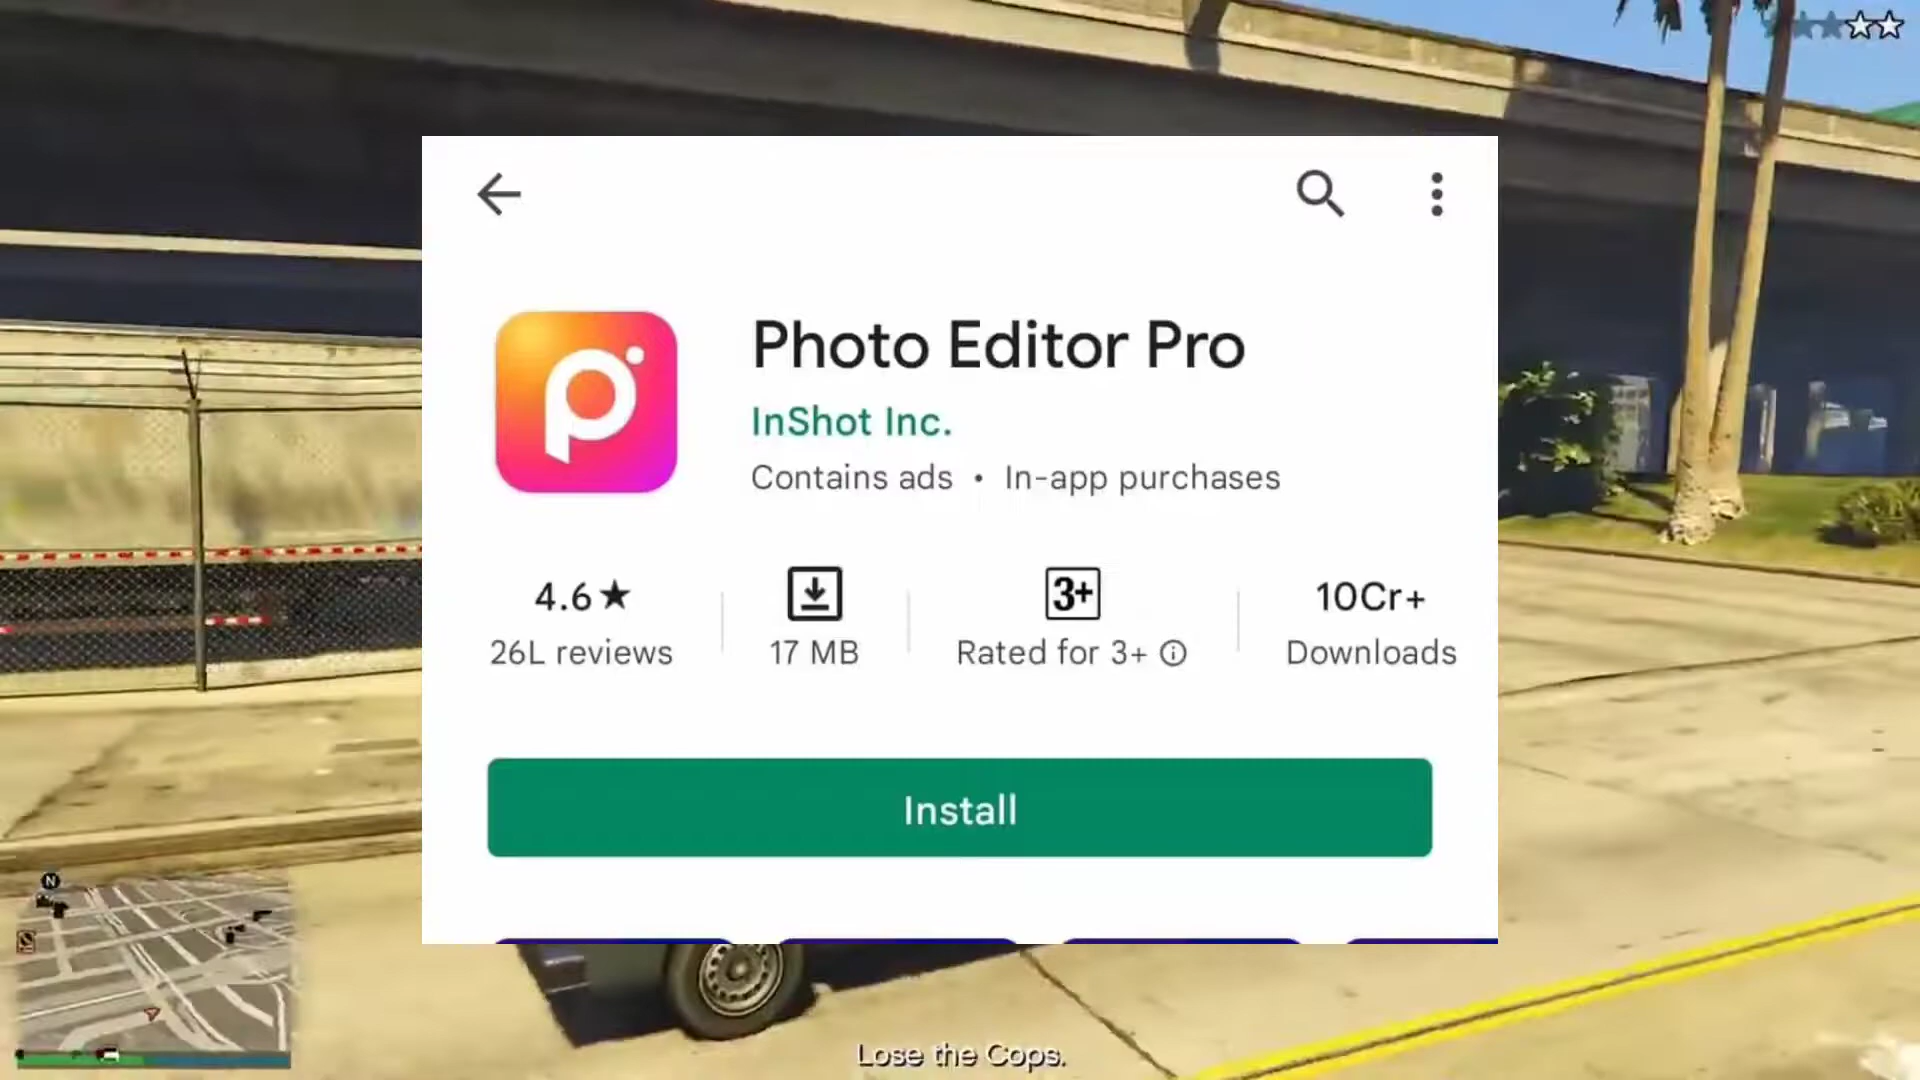 Photo Editor Pro
InShot Inc.
Contains ads • In-app purchases
4.6★
26L reviews
17 MB
3+
Rated for 3+
10Cr+
Downloads
Install
N
Lose the Cops.